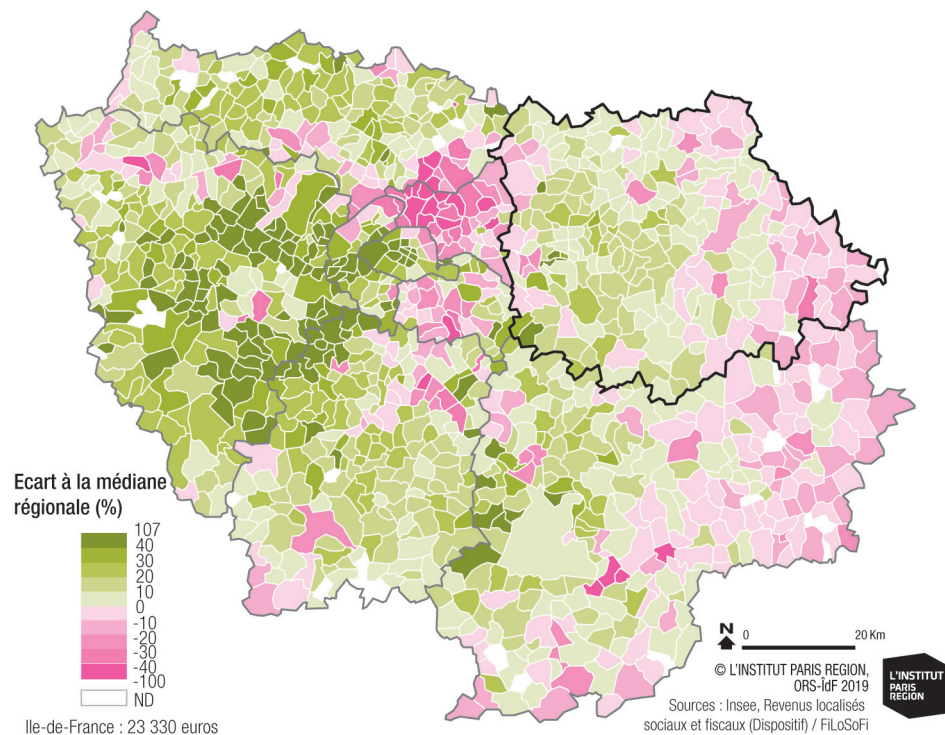 Ecart à la médiane
régionale (%)
107
40
30
20
10
0
-10
-20
-30
-40
-100
ND
Ile-de-France : 23 330 euros
N
0 20 Km
© L'INSTITUT PARIS REGION,
ORS-ÎdF 2019
Sources : Insee, Revenus localisés
sociaux et fiscaux (Dispositif) / FiLoSoFi
L'INSTITUT
PARIS
REGION